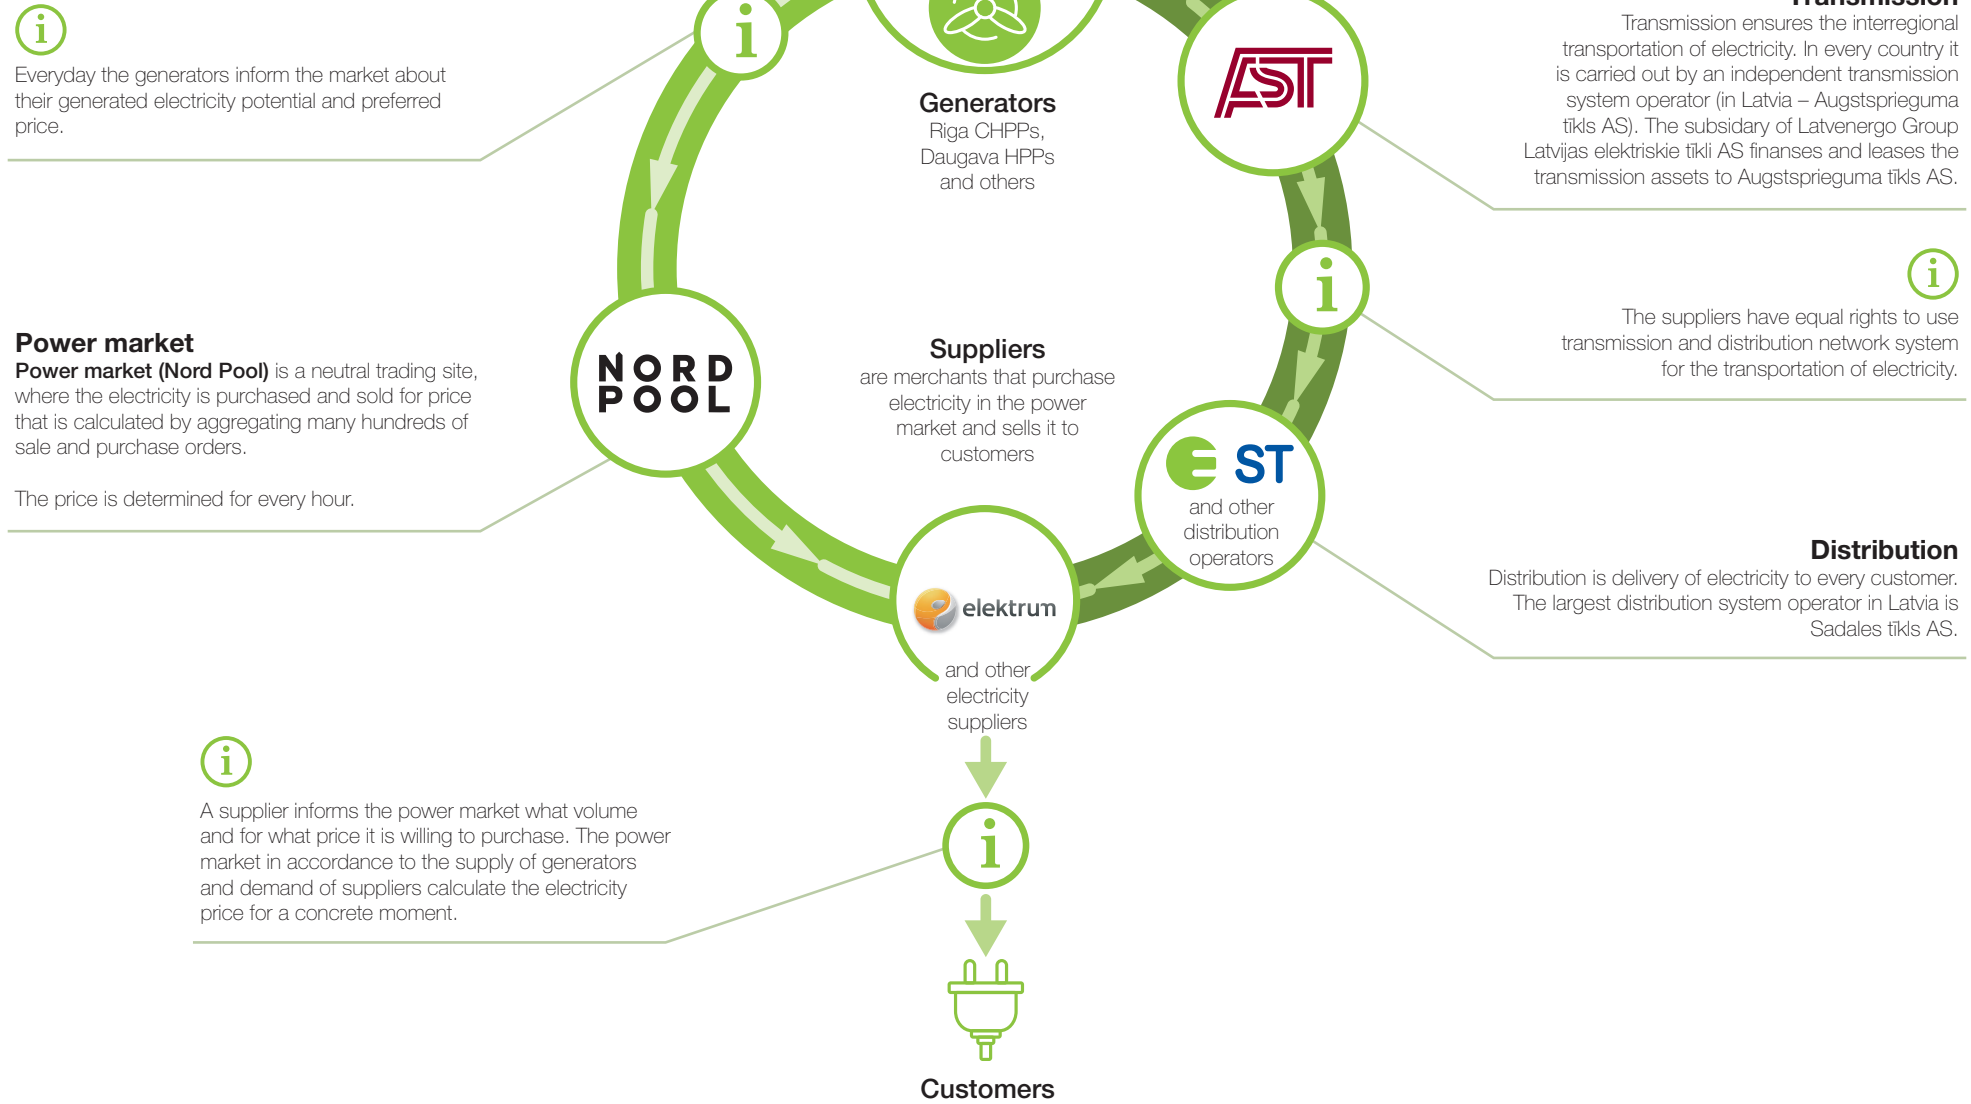 Everyday the generators inform the market about
their generated electricity potential and preferred
price.
Power market
Power market (Nord Pool) is a neutral trading site,
where the electricity is purchased and sold for price
that is calculated by aggregating many hundreds of
sale and purchase orders.
The price is determined for every hour.
i
i
A supplier informs the power market what volume
and for what price it is willing to purchase. The power
market in accordance to the supply of generators
and demand of suppliers calculate the electricity
price for a concrete moment.
i
NORD
POOL
Generators
Riga CHPPs,
Daugava HPPs
and others
Suppliers
are merchants that purchase
electricity in the power
market and sells it to
customers
elektrum
and other
electricity
suppliers
i
Customers
AST
i
ST
and other
distribution
operators
Transmission
Transmission ensures the interregional
transportation of electricity. In every country it
is carried out by an independent transmission
system operator (in Latvia – Augstsprieguma
tīkls AS). The subsidary of Latvenergo Group
Latvijas elektriskie tīkli AS finanses and leases the
transmission assets to Augstsprieguma tīkls AS.
i
The suppliers have equal rights to use
transmission and distribution network system
for the transportation of electricity.
Distribution
Distribution is delivery of electricity to every customer.
The largest distribution system operator in Latvia is
Sadales tīkls AS.